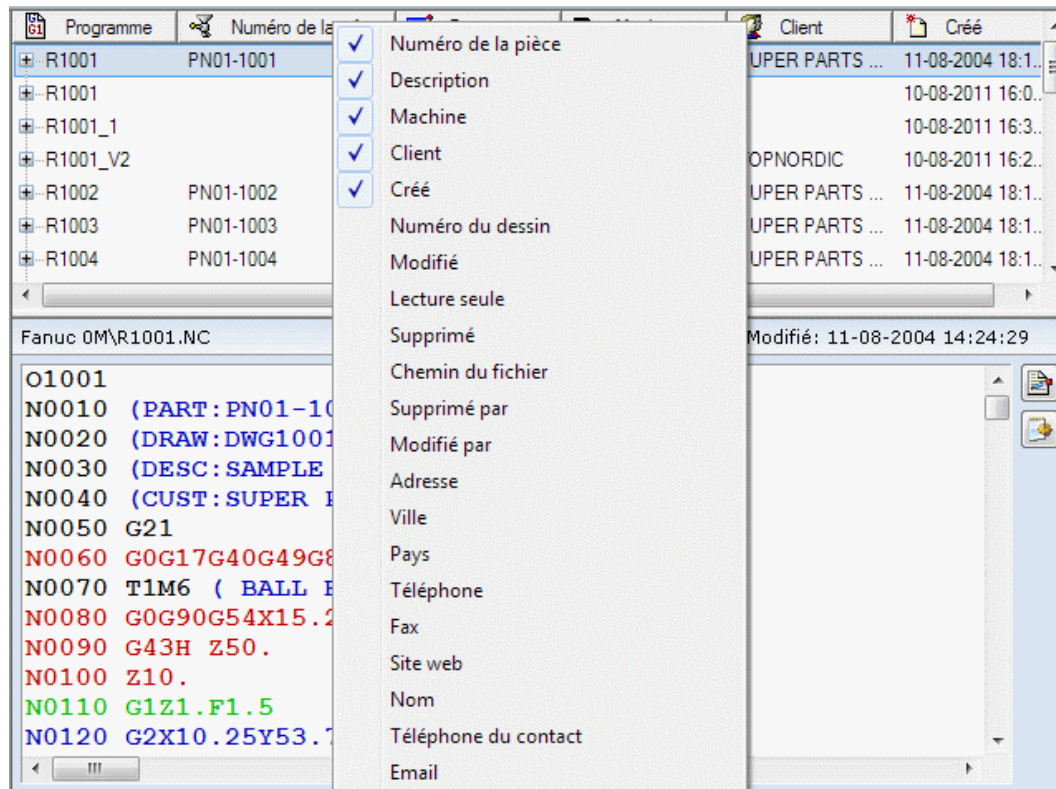 Programme Numéro de la Client Créé
R1001 PN01-1001 UPER PARTS ... 11-08-2004 18:1..
R1001 10-08-2011 16:0..
R1001_1 10-08-2011 16:3..
R1001_V2 OPNORDIC 10-08-2011 16:2..
R1002 PN01-1002 UPER PARTS ... 11-08-2004 18:1..
R1003 PN01-1003 UPER PARTS ... 11-08-2004 18:1..
R1004 PN01-1004 UPER PARTS ... 11-08-2004 18:1..
Numéro de la pièce
Description
Machine
Client
Créé
Numéro du dessin
Modifié
Lecture seule
Supprimé
Chemin du fichier
Supprimé par
Modifié par
Adresse
Ville
Pays
Téléphone
Fax
Site web
Nom
Téléphone du contact
Email
Fanuc 0M\R1001.NC Modifié: 11-08-2004 14:24:29
O1001
N0010 (PART:PN01-10
N0020 (DRAW:DWG1001
N0030 (DESC:SAMPLE
N0040 (CUST:SUPER
N0050 G21
N0060 G0G17G40G49G8
N0070 T1M6 ( BALL
N0080 G0G90G54X15.2
N0090 G43H Z50.
N0100 Z10.
N0110 G1Z1.F1.5
N0120 G2X10.25Y53.7